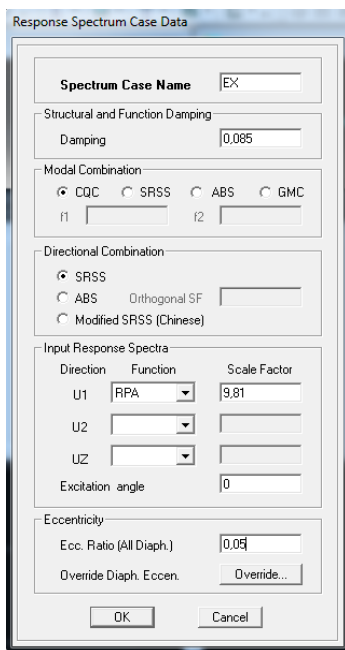 Response Spectrum Case Data
Spectrum Case Name EX
Structural and Function Damping
Damping 0,085
Modal Combination
CQC SRSS ABS GMC
f1 f2
Directional Combination
SRSS
ABS Orthogonal SF
Modified SRSS (Chinese)
Input Response Spectra
Direction Function Scale Factor
U1 RPA 9,81
U2
UZ
Excitation angle 0
Eccentricity
Ecc. Ratio (All Diaph.) 0,05
Override Diaph. Eccen. Override...
OK Cancel